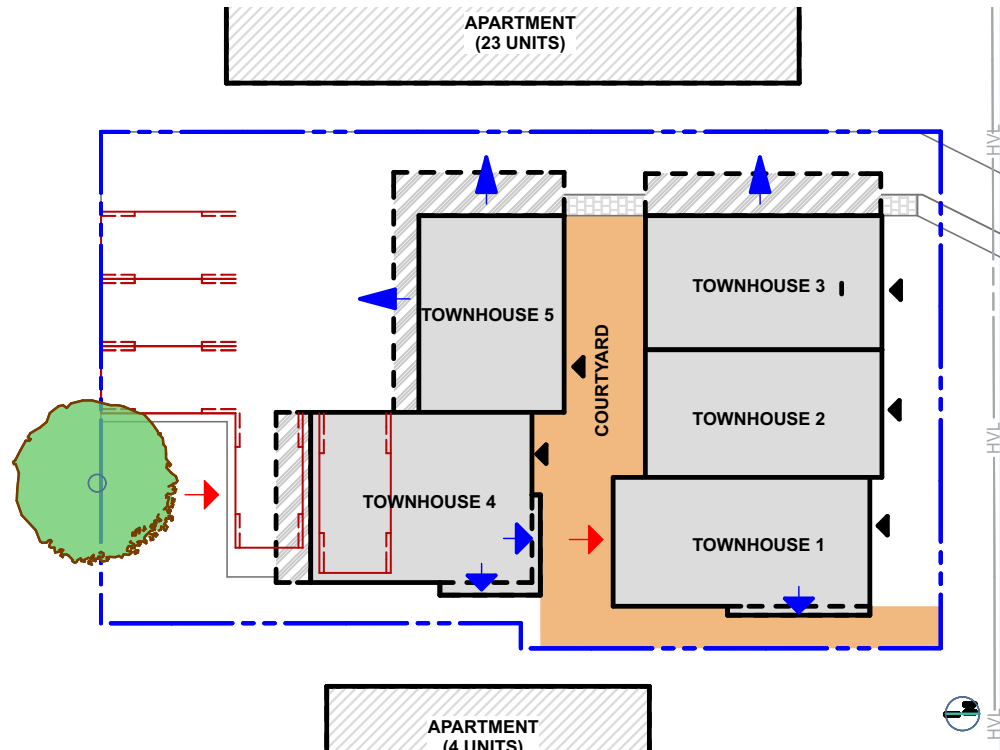 APARTMENT
(23 UNITS)
HVL
TOWNHOUSE 3
TOWNHOUSE 5
COURTYARD
TOWNHOUSE 2
HVL
TOWNHOUSE 4
TOWNHOUSE 1
APARTMENT
(4 UNITS)
HVL